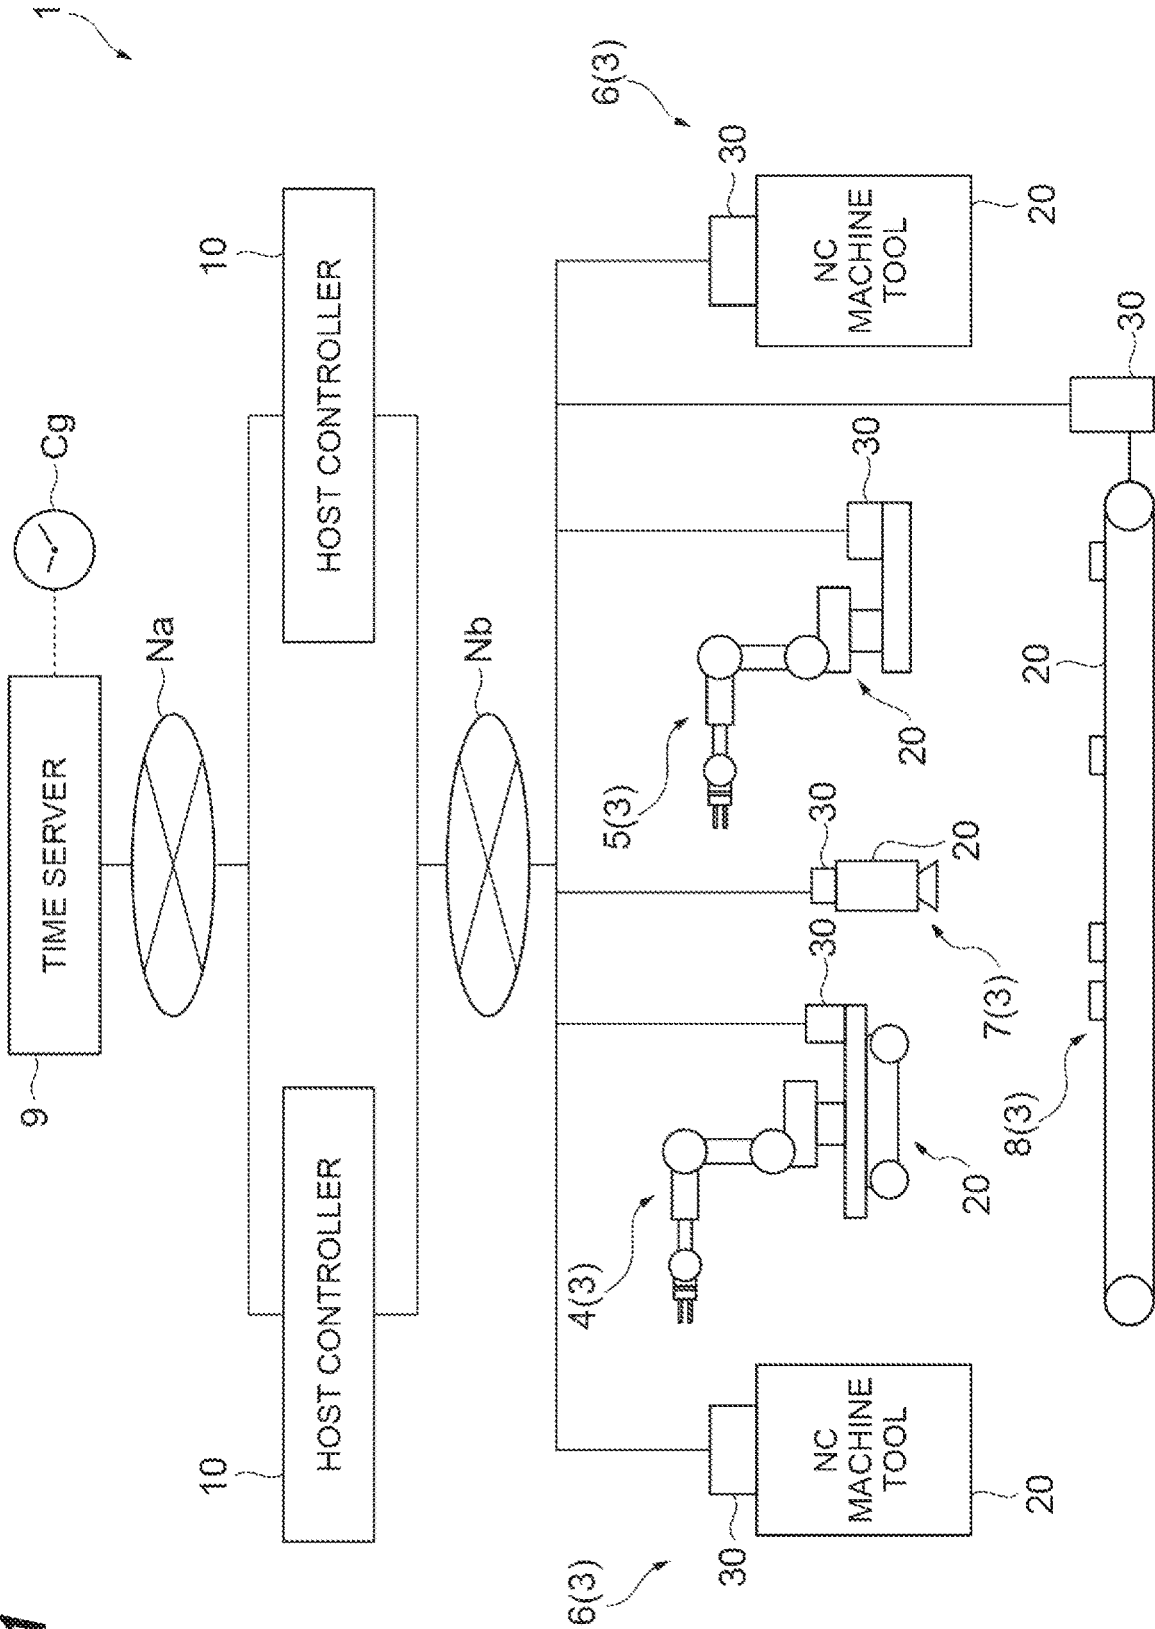 1
Cg
TIME SERVER
9
Na
10
HOST CONTROLLER
10
HOST CONTROLLER
Nb
6(3)
30
NC
MACHINE
TOOL
20
4(3)
30
20
7(3)
30
20
5(3)
30
20
6(3)
30
NC
MACHINE
TOOL
20
8(3)
20
30